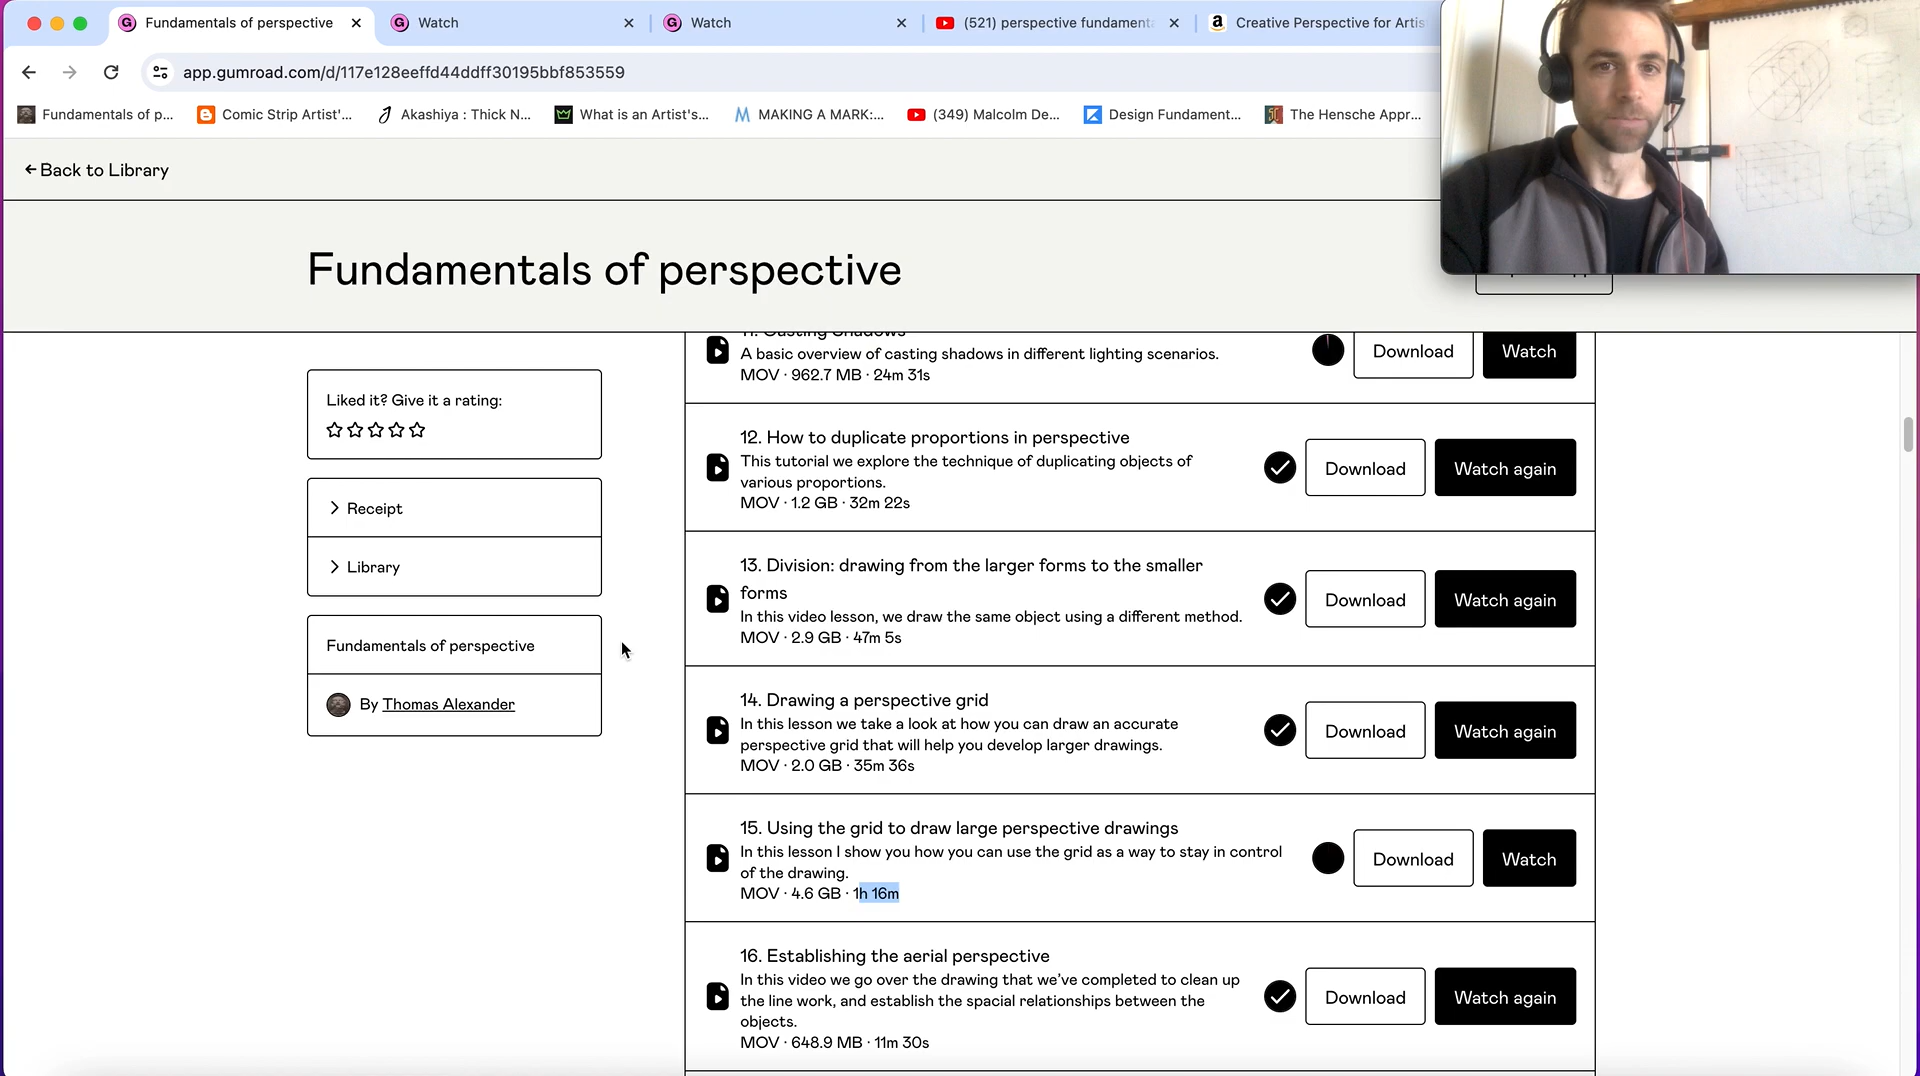 Fundamentals of perspective
Watch
Watch
(521) perspective fundament
Creative Perspective for Artis
app.gumroad.com/d/117e128eeffd44ddff30195bbf853559
Fundamentals of p...
Comic Strip Artist'...
Akashiya : Thick N...
What is an Artist's...
MAKING A MARK:...
(349) Malcolm De...
Design Fundament...
The Hensche Appr...
Back to Library
Fundamentals of perspective
Liked it? Give it a rating:
Receipt
Library
Fundamentals of perspective
By Thomas Alexander
11. Casting Shadows
A basic overview of casting shadows in different lighting scenarios.
MOV · 962.7 MB · 24m 31s
Download
Watch
12. How to duplicate proportions in perspective
This tutorial we explore the technique of duplicating objects of
various proportions.
MOV · 1.2 GB · 32m 22s
Download
Watch again
13. Division: drawing from the larger forms to the smaller
forms
In this video lesson, we draw the same object using a different method.
MOV · 2.9 GB · 47m 5s
Download
Watch again
14. Drawing a perspective grid
In this lesson we take a look at how you can draw an accurate
perspective grid that will help you develop larger drawings.
MOV · 2.0 GB · 35m 36s
Download
Watch again
15. Using the grid to draw large perspective drawings
In this lesson I show you how you can use the grid as a way to stay in control
of the drawing.
MOV · 4.6 GB · 1h 16m
Download
Watch
16. Establishing the aerial perspective
In this video we go over the drawing that we've completed to clean up
the line work, and establish the spacial relationships between the
objects.
MOV · 648.9 MB · 11m 30s
Download
Watch again